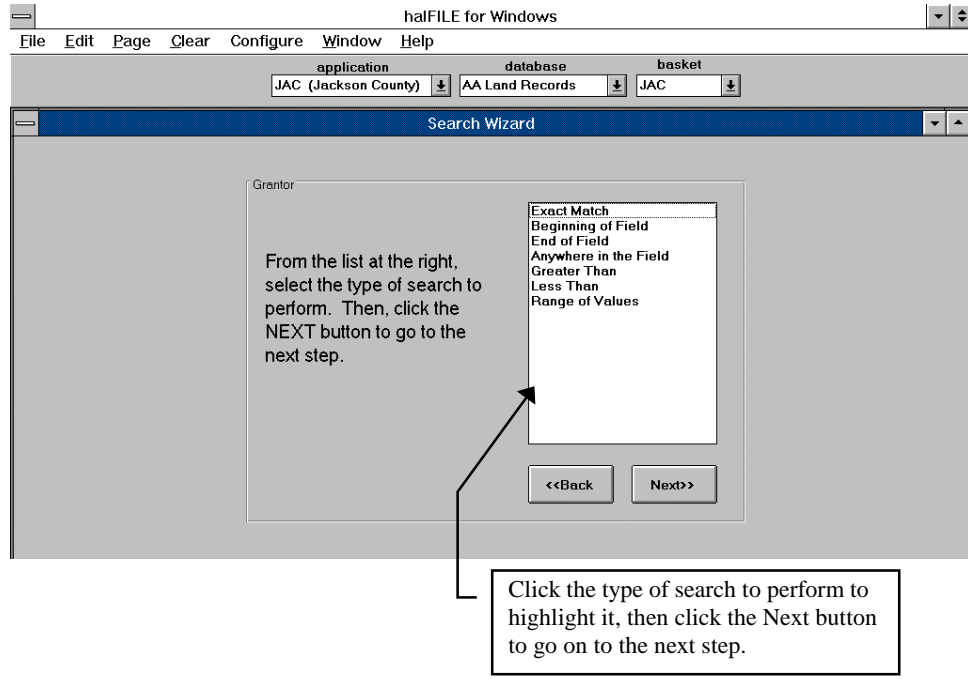 halFILE for Windows
File Edit Page Clear Configure Window Help
application database basket
JAC (Jackson County) AA Land Records JAC
Search Wizard
Grantor
From the list at the right,
select the type of search to
perform. Then, click the
NEXT button to go to the
next step.
Exact Match
Beginning of Field
End of Field
Anywhere in the Field
Greater Than
Less Than
Range of Values
<<Back Next>>
Click the type of search to perform to
highlight it, then click the Next button
to go on to the next step.